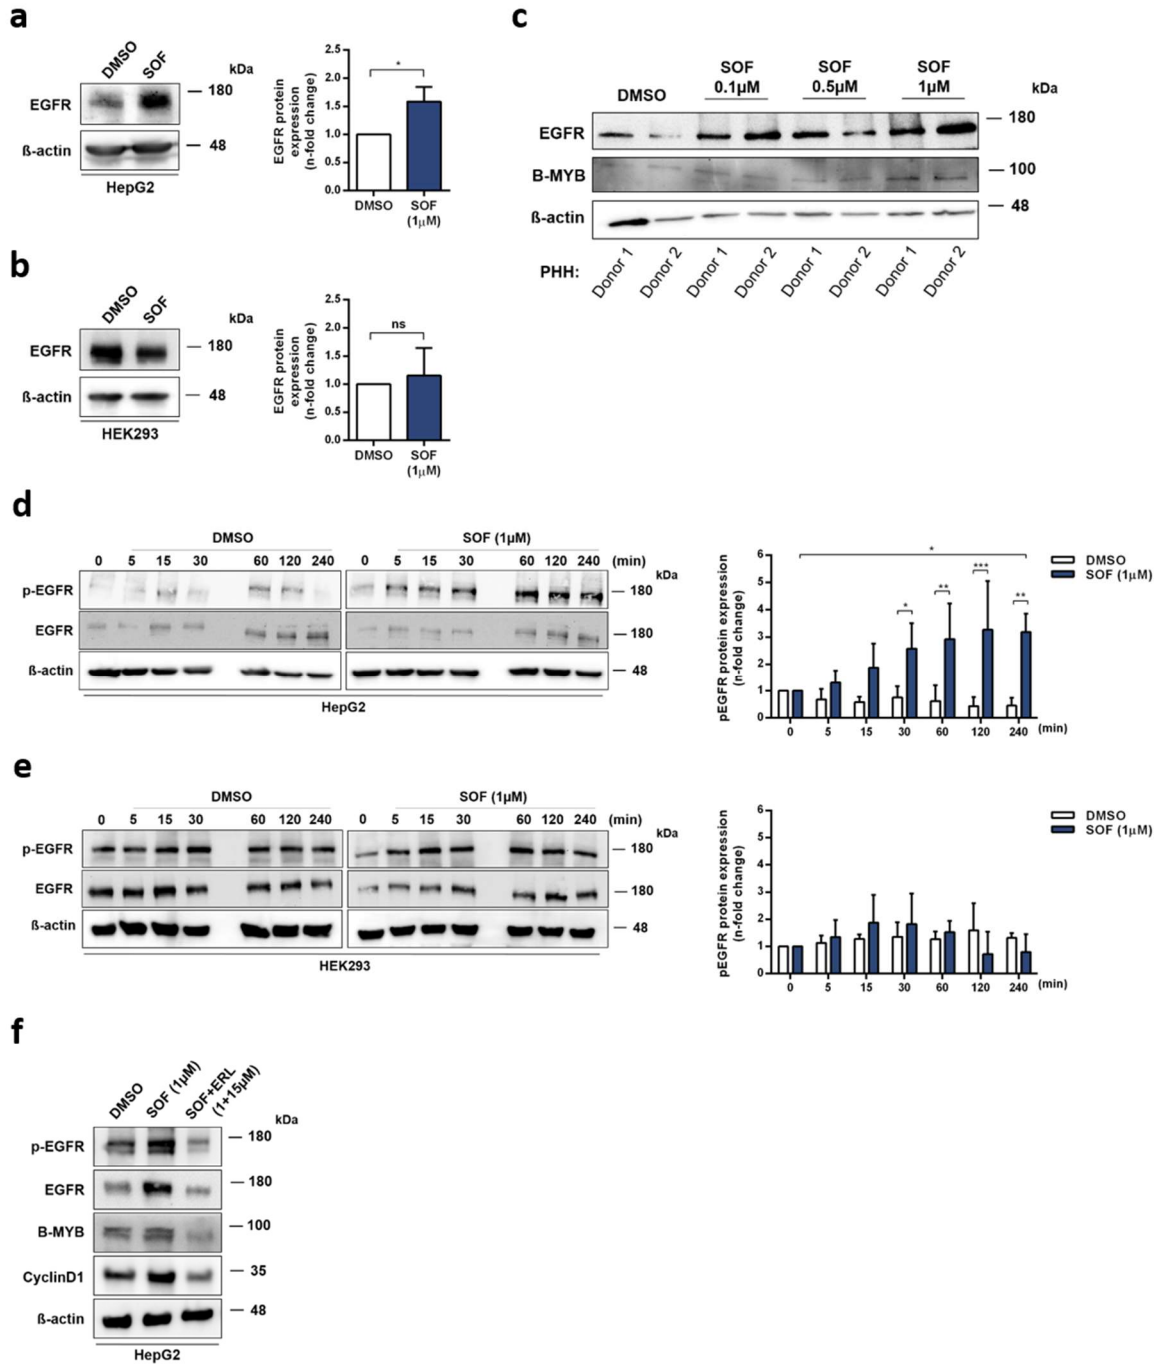 a
DMSO
SOF
kDa
EGFR
180
ß-actin
48
HepG2
EGFR protein
expression
(n-fold change)
2.5
2.0
1.5
1.0
0.5
0.0
*
DMSO
SOF
(1µM)
b
DMSO
SOF
kDa
EGFR
180
ß-actin
48
HEK293
EGFR protein
expression
(n-fold change)
2.5
2.0
1.5
1.0
0.5
0.0
ns
DMSO
SOF
(1µM)
c
DMSO
SOF
0.1µM
SOF
0.5µM
SOF
1µM
kDa
EGFR
180
B-MYB
100
ß-actin
48
PHH:
Donor 1
Donor 2
Donor 1
Donor 2
Donor 1
Donor 2
Donor 1
Donor 2
d
DMSO
SOF (1µM)
0 5 15 30 60 120 240
0 5 15 30 60 120 240 (min)
kDa
p-EGFR
180
EGFR
180
ß-actin
48
HepG2
pEGFR protein expression
(n-fold change)
6
5
4
3
2
1
0
*
* ** *** **
0 5 15 30 60 120 240 (min)
DMSO
SOF (1µM)
e
DMSO
SOF (1µM)
0 5 15 30 60 120 240
0 5 15 30 60 120 240 (min)
kDa
p-EGFR
180
EGFR
180
ß-actin
48
HEK293
pEGFR protein expression
(n-fold change)
6
5
4
3
2
1
0
0 5 15 30 60 120 240 (min)
DMSO
SOF (1µM)
f
DMSO
SOF (1µM)
SOF+ERL
(1+15µM)
kDa
p-EGFR
180
EGFR
180
B-MYB
100
CyclinD1
35
ß-actin
48
HepG2